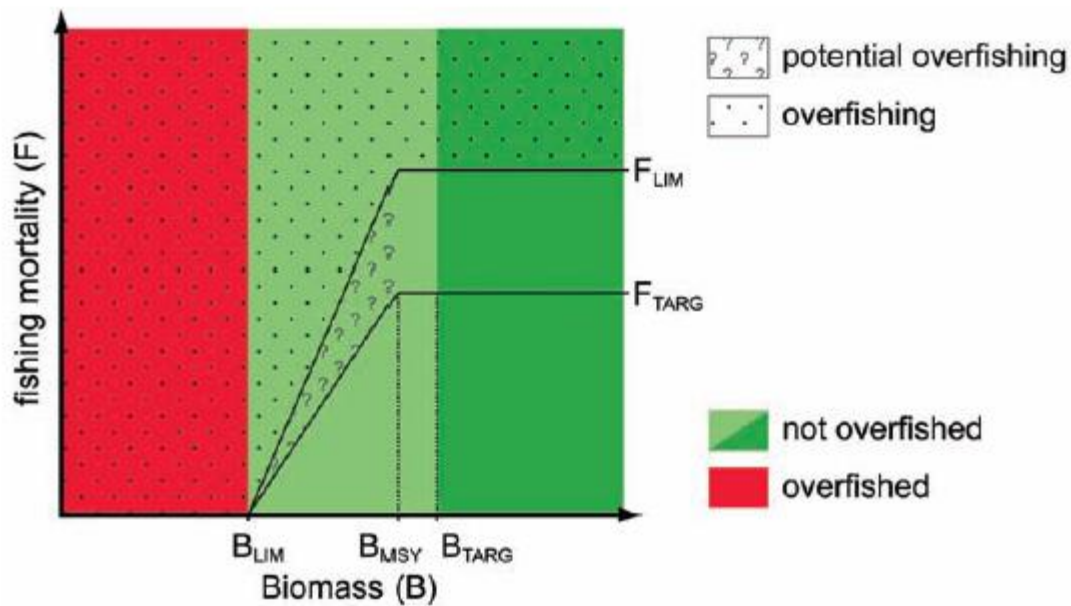 potential overfishing
overfishing
fishing mortality (F)
F_LIM
F_TARG
not overfished
overfished
B_LIM
B_MSY
B_TARG
Biomass (B)
? ? ? ? ? ? ?